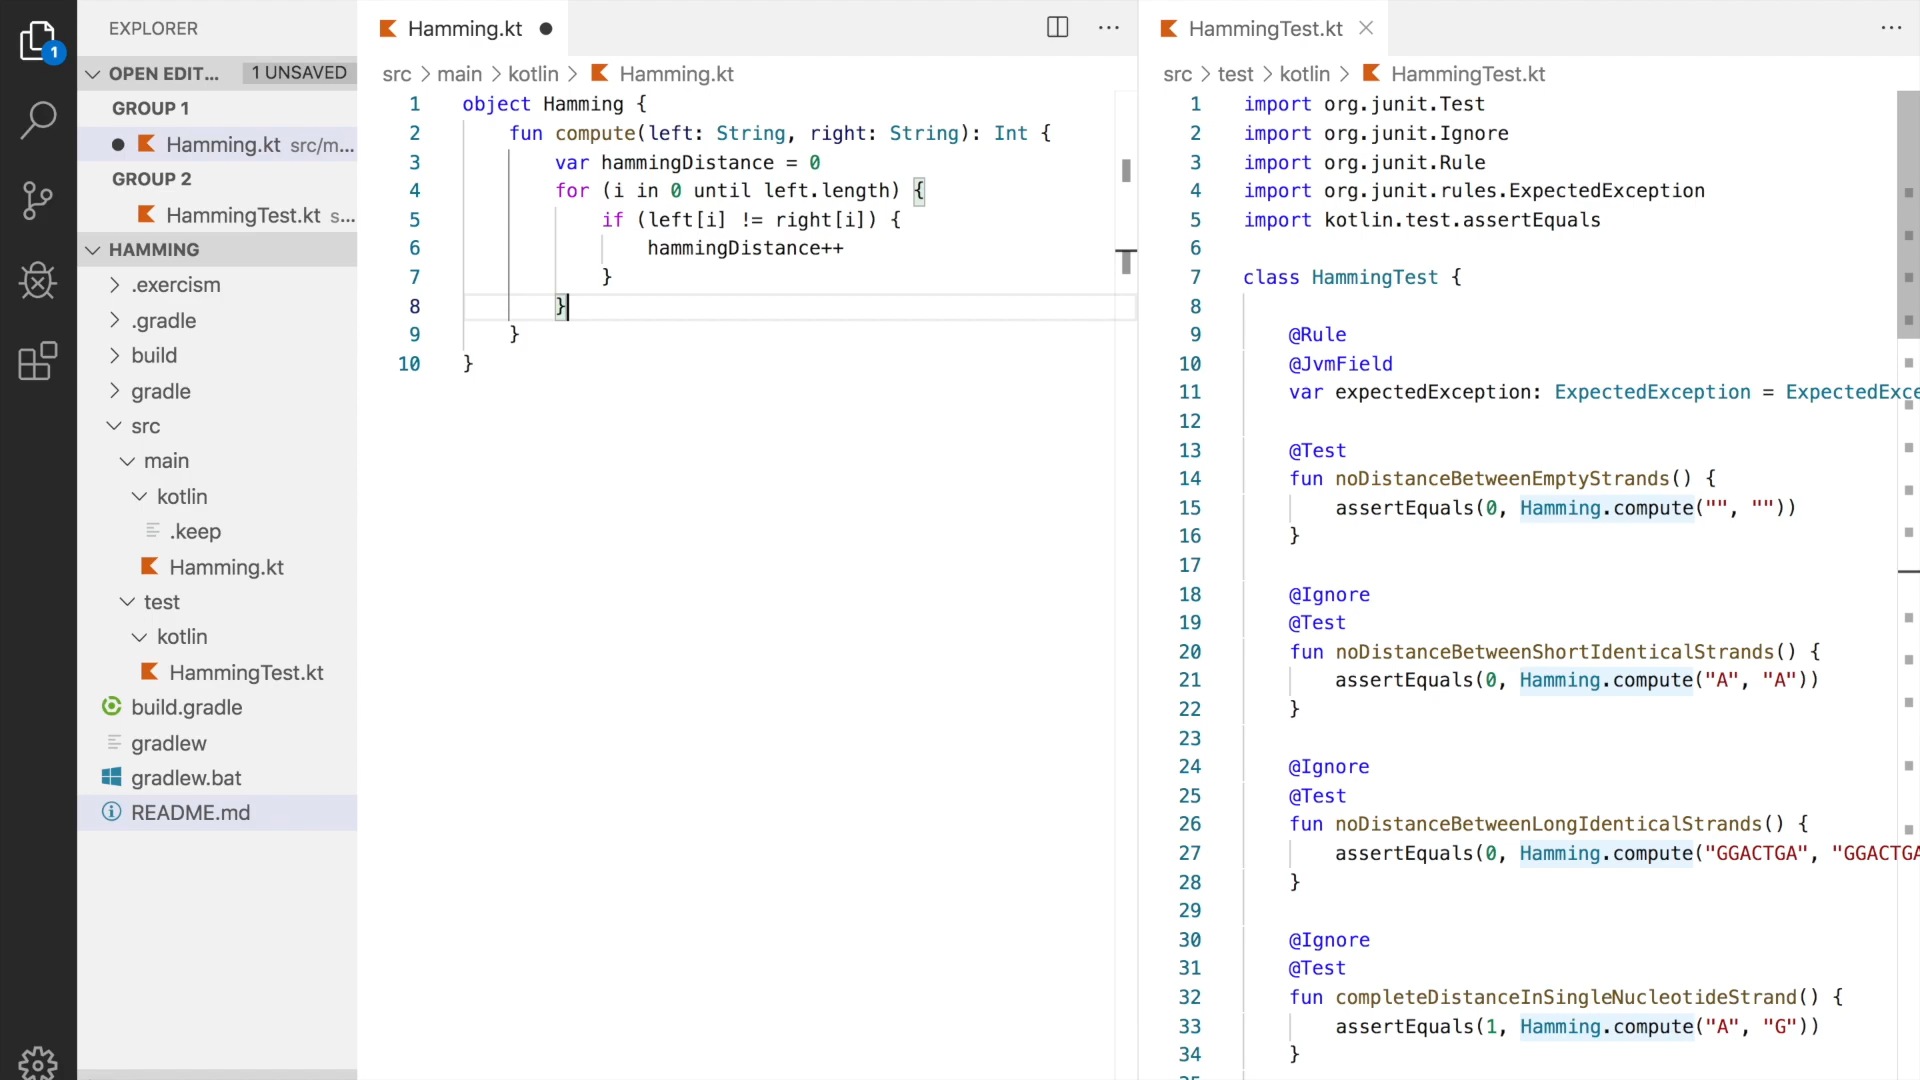 1
EXPLORER
OPEN EDIT... 1 UNSAVED
GROUP 1
Hamming.kt src/m...
GROUP 2
HammingTest.kt s...
HAMMING
.exercism
.gradle
build
gradle
src
main
kotlin
.keep
Hamming.kt
test
kotlin
HammingTest.kt
build.gradle
gradlew
gradlew.bat
README.md
Hamming.kt
src > main > kotlin > Hamming.kt
1 object Hamming {
2 fun compute(left: String, right: String): Int {
3 var hammingDistance = 0
4 for (i in 0 until left.length) {
5 if (left[i] != right[i]) {
6 hammingDistance++
7 }
8 }
9 }
10 }
HammingTest.kt
src > test > kotlin > HammingTest.kt
1 import org.junit.Test
2 import org.junit.Ignore
3 import org.junit.Rule
4 import org.junit.rules.ExpectedException
5 import kotlin.test.assertEquals
6
7 class HammingTest {
8
9 @Rule
10 @JvmField
11 var expectedException: ExpectedException = ExpectedExce
12
13 @Test
14 fun noDistanceBetweenEmptyStrands() {
15 assertEquals(0, Hamming.compute("", ""))
16 }
17
18 @Ignore
19 @Test
20 fun noDistanceBetweenShortIdenticalStrands() {
21 assertEquals(0, Hamming.compute("A", "A"))
22 }
23
24 @Ignore
25 @Test
26 fun noDistanceBetweenLongIdenticalStrands() {
27 assertEquals(0, Hamming.compute("GGACTGA", "GGACTGA
28 }
29
30 @Ignore
31 @Test
32 fun completeDistanceInSingleNucleotideStrand() {
33 assertEquals(1, Hamming.compute("A", "G"))
34 }